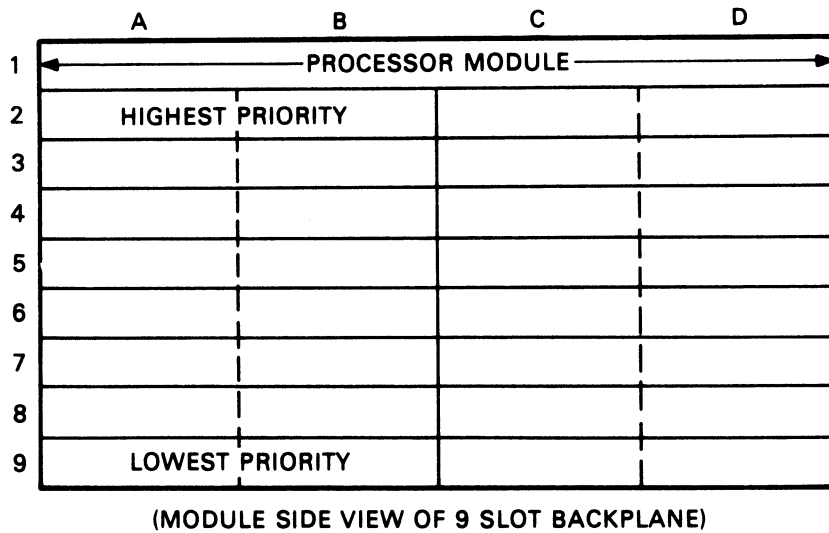 A B C D
1 PROCESSOR MODULE
2 HIGHEST PRIORITY
3
4
5
6
7
8
9 LOWEST PRIORITY
(MODULE SIDE VIEW OF 9 SLOT BACKPLANE)